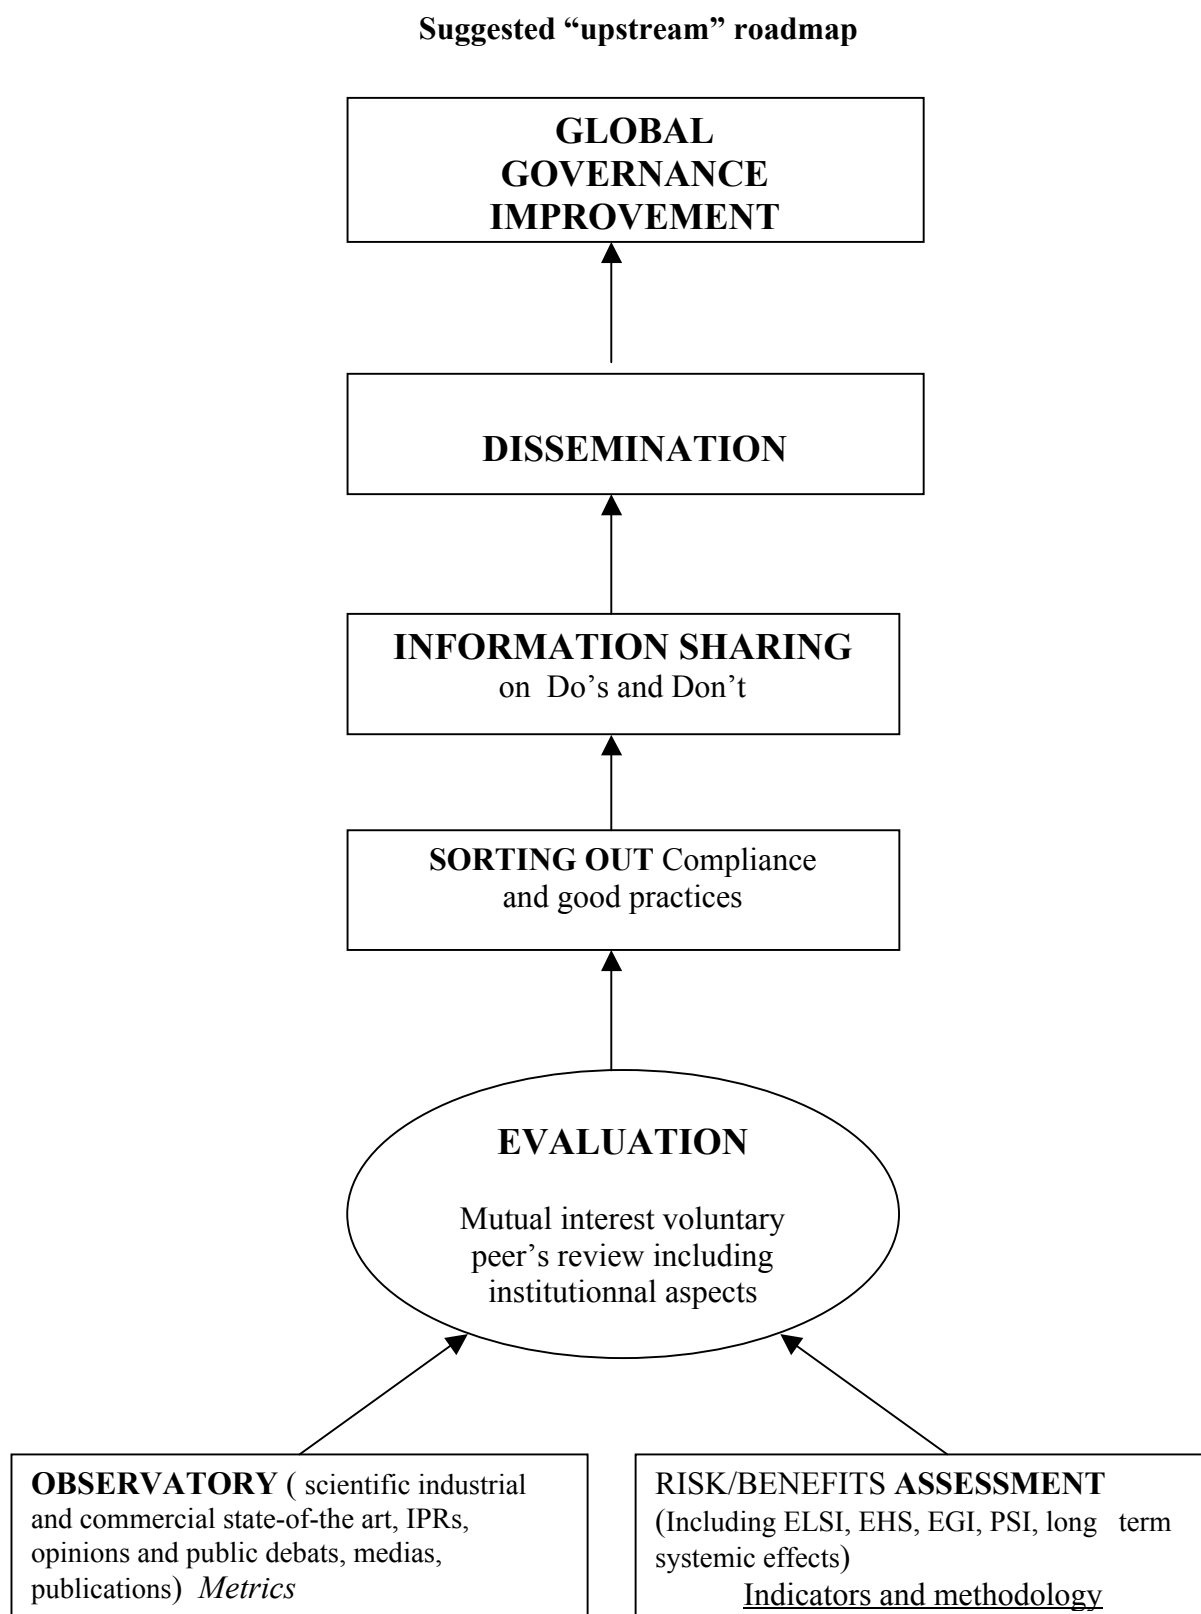 Suggested “upstream” roadmap
GLOBAL
GOVERNANCE
IMPROVEMENT
DISSEMINATION
INFORMATION SHARING
on Do’s and Don’t
SORTING OUT Compliance
and good practices
EVALUATION
Mutual interest voluntary
peer’s review including
institutionnal aspects
OBSERVATORY ( scientific industrial
and commercial state-of-the art, IPRs,
opinions and public debats, medias,
publications) Metrics
RISK/BENEFITS ASSESSMENT
(Including ELSI, EHS, EGI, PSI, long term
systemic effects)
Indicators and methodology